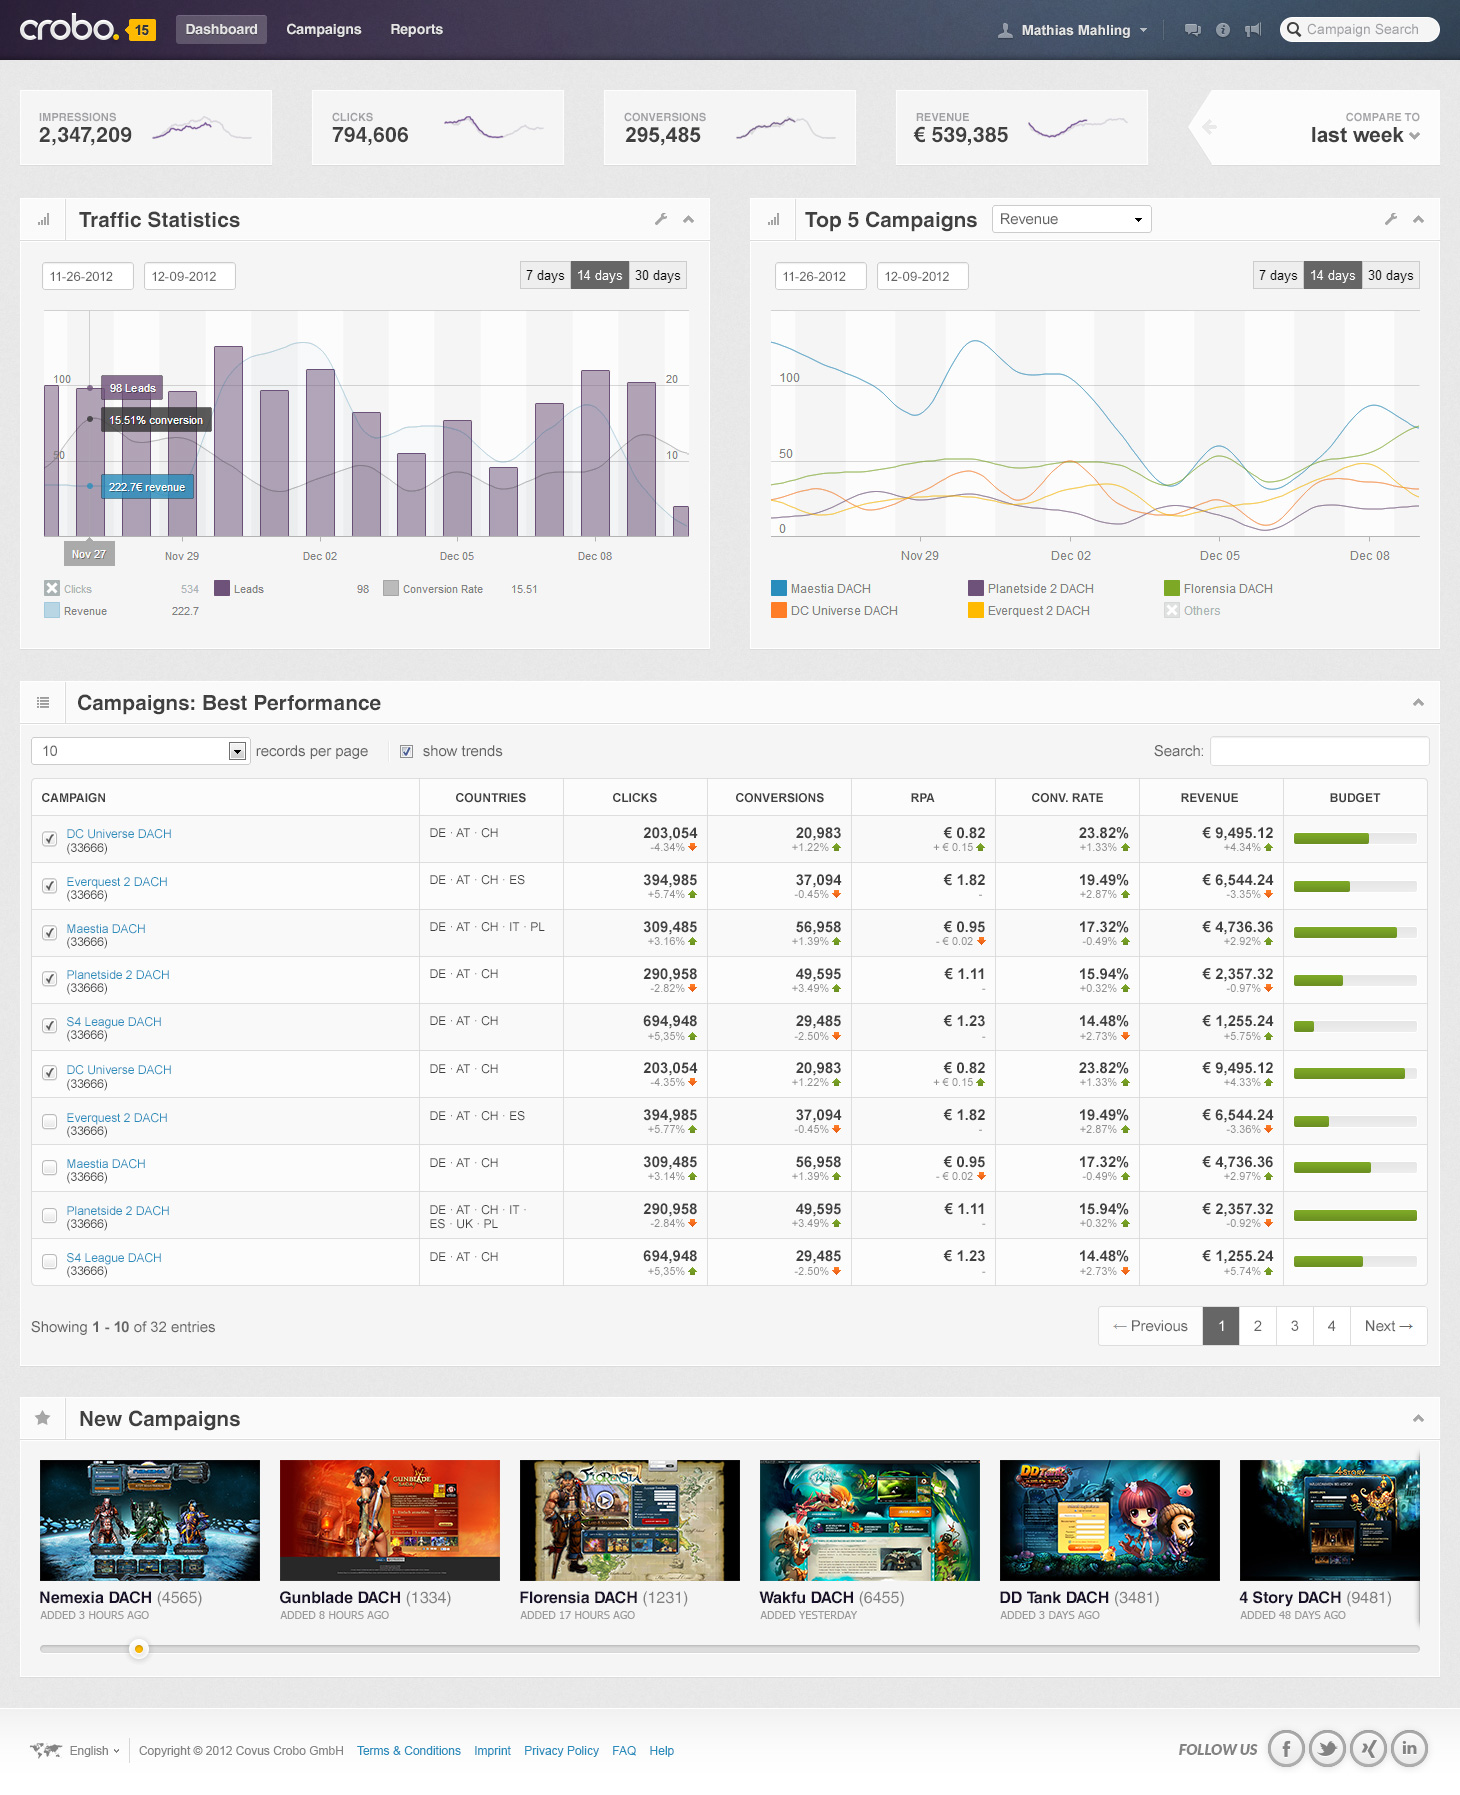 crobo. 15 Dashboard Campaigns Reports Mathias Mahling Campaign Search
IMPRESSIONS
2,347,209
CLICKS
794,606
CONVERSIONS
295,485
REVENUE
€ 539,385
COMPARE TO
last week
Traffic Statistics
11-26-2012 12-09-2012 7 days 14 days 30 days
100 20
98 Leads
15.51% conversion
50 10
222.7€ revenue
Nov 27 Nov 29 Dec 02 Dec 05 Dec 08
Clicks 534 Leads 98 Conversion Rate 15.51
Revenue 222.7
Top 5 Campaigns Revenue
11-26-2012 12-09-2012 7 days 14 days 30 days
100
50
0
Nov 29 Dec 02 Dec 05 Dec 08
Maestia DACH Planetside 2 DACH Florensia DACH
DC Universe DACH Everquest 2 DACH Others
Campaigns: Best Performance
10 records per page show trends Search:
CAMPAIGN COUNTRIES CLICKS CONVERSIONS RPA CONV. RATE REVENUE BUDGET
DC Universe DACH DE · AT · CH 203,054 20,983 € 0.82 23.82% € 9,495.12
(33666) -4.34% +1.22% + € 0.15 +1.33% +4.34%
Everquest 2 DACH DE · AT · CH · ES 394,985 37,094 € 1.82 19.49% € 6,544.24
(33666) +5.74% -0.45% - +2.87% -3.35%
Maestia DACH DE · AT · CH · IT · PL 309,485 56,958 € 0.95 17.32% € 4,736.36
(33666) +3.16% +1.39% - € 0.02 -0.49% +2.92%
Planetside 2 DACH DE · AT · CH 290,958 49,595 € 1.11 15.94% € 2,357.32
(33666) -2.82% +3.49% - +0.32% -0.97%
S4 League DACH DE · AT · CH 694,948 29,485 € 1.23 14.48% € 1,255.24
(33666) +5,35% -2.50% - +2.73% +5.75%
DC Universe DACH DE · AT · CH 203,054 20,983 € 0.82 23.82% € 9,495.12
(33666) -4.35% +1.22% + € 0.15 +1.33% +4.33%
Everquest 2 DACH DE · AT · CH · ES 394,985 37,094 € 1.82 19.49% € 6,544.24
(33666) +5.77% -0.45% - +2.87% -3.36%
Maestia DACH DE · AT · CH 309,485 56,958 € 0.95 17.32% € 4,736.36
(33666) +3.14% +1.39% - € 0.02 -0.49% +2.97%
Planetside 2 DACH DE · AT · CH · IT · 290,958 49,595 € 1.11 15.94% € 2,357.32
(33666) ES · UK · PL -2.84% +3.49% - +0.32% -0.92%
S4 League DACH DE · AT · CH 694,948 29,485 € 1.23 14.48% € 1,255.24
(33666) +5,35% -2.50% - +2.73% +5.74%
Showing 1 - 10 of 32 entries ← Previous 1 2 3 4 Next →
New Campaigns
NEMEXIA GUNBLADE FLORENSIA DDTank 4STORY
Nemexia DACH (4565) Gunblade DACH (1334) Florensia DACH (1231) Wakfu DACH (6455) DD Tank DACH (3481) 4 Story DACH (9481)
ADDED 3 HOURS AGO ADDED 8 HOURS AGO ADDED 17 HOURS AGO ADDED YESTERDAY ADDED 3 DAYS AGO ADDED 48 DAYS AGO
English Copyright © 2012 Covus Crobo GmbH Terms & Conditions Imprint Privacy Policy FAQ Help FOLLOW US f in